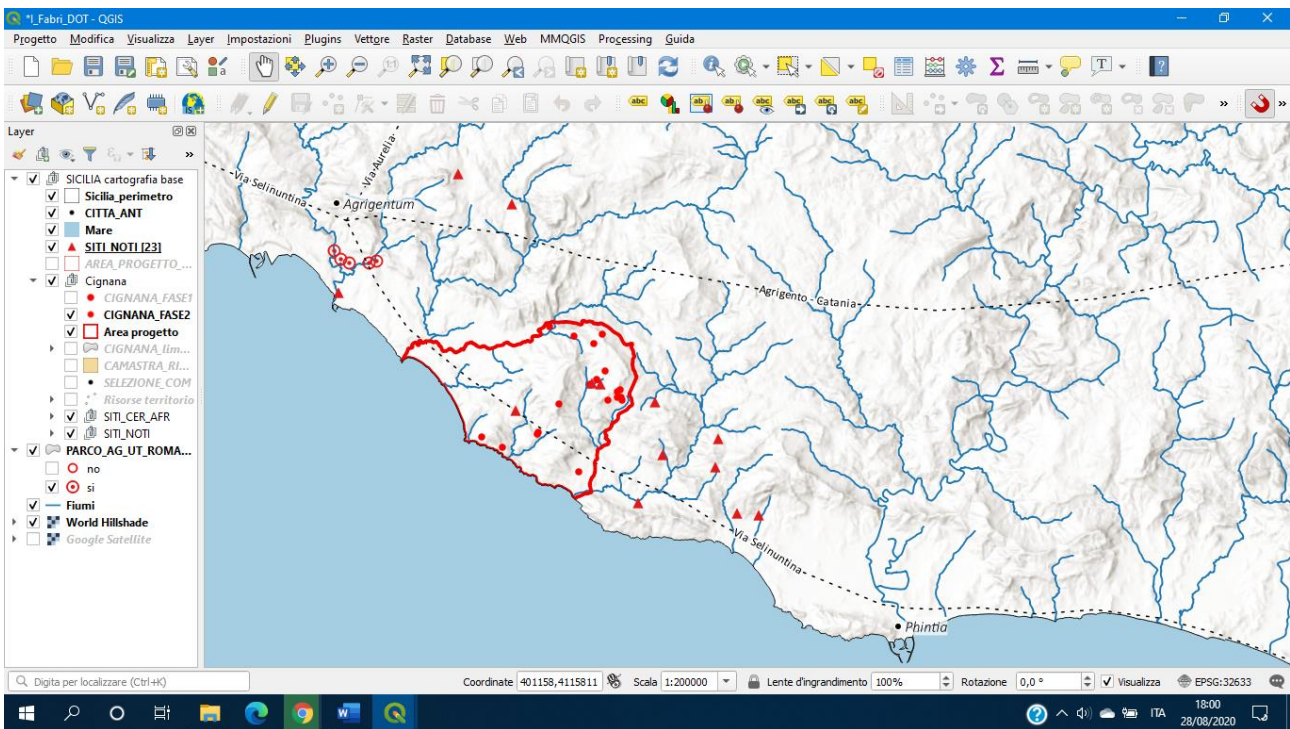 *I_Fabri_DOT - QGIS
Progetto Modifica Visualizza Layer Impostazioni Plugins Vettore Raster Database Web MMQGIS Processing Guida
Layer
SICILIA cartografia base
Sicilia_perimetro
CITTA_ANT
Mare
SITI_NOTI [23]
AREA_PROGETTO_...
Cignana
CIGNANA_FASE1
CIGNANA_FASE2
Area progetto
CIGNANA_lim...
CAMASTRA_RI...
SELEZIONE_COM
Risorse territorio
SITI_CER_AFR
SITI_NOTI
PARCO_AG_UT_ROMA...
no
si
Fiumi
World Hillshade
Google Satellite
Via Selinuntina
Via Aurelia
Agrigentum
Agrigento - Catania
Via Selinuntina
Phintia
Digita per localizzare (Ctrl+K)
Coordinate 401158,4115811 Scala 1:200000 Lente d'ingrandimento 100% Rotazione 0,0 ° Visualizza EPSG:32633
ITA
18:00
28/08/2020